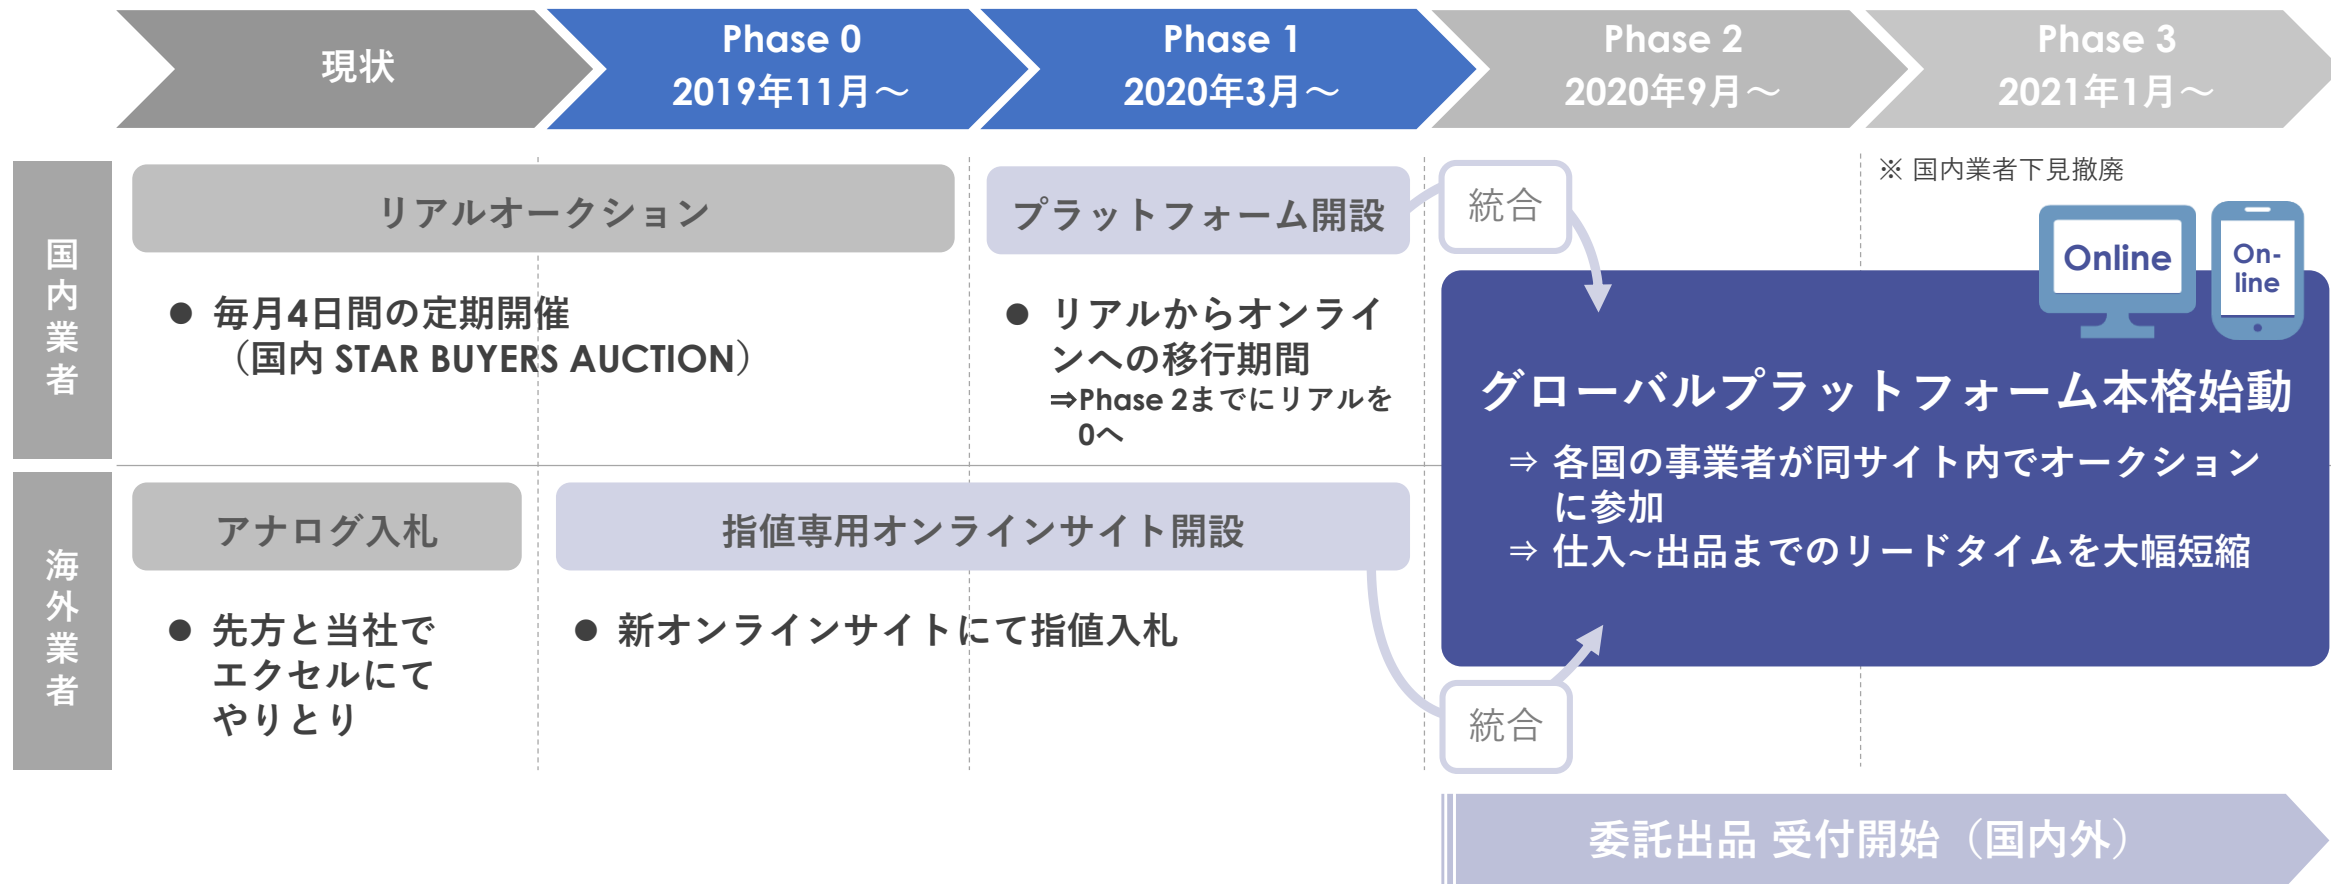 現状
Phase 0
2019年11月～
Phase 1
2020年3月～
Phase 2
2020年9月～
Phase 3
2021年1月～
国内業者
リアルオークション
● 毎月4日間の定期開催
（国内 STAR BUYERS AUCTION）
プラットフォーム開設
● リアルからオンライ
ンへの移行期間
⇒Phase 2までにリアルを
0へ
統合
※ 国内業者下見撤廃
Online
On-
line
グローバルプラットフォーム本格始動
⇒ 各国の事業者が同サイト内でオークション
に参加
⇒ 仕入~出品までのリードタイムを大幅短縮
海外業者
アナログ入札
● 先方と当社で
エクセルにて
やりとり
指値専用オンラインサイト開設
● 新オンラインサイトにて指値入札
統合
委託出品 受付開始（国内外）